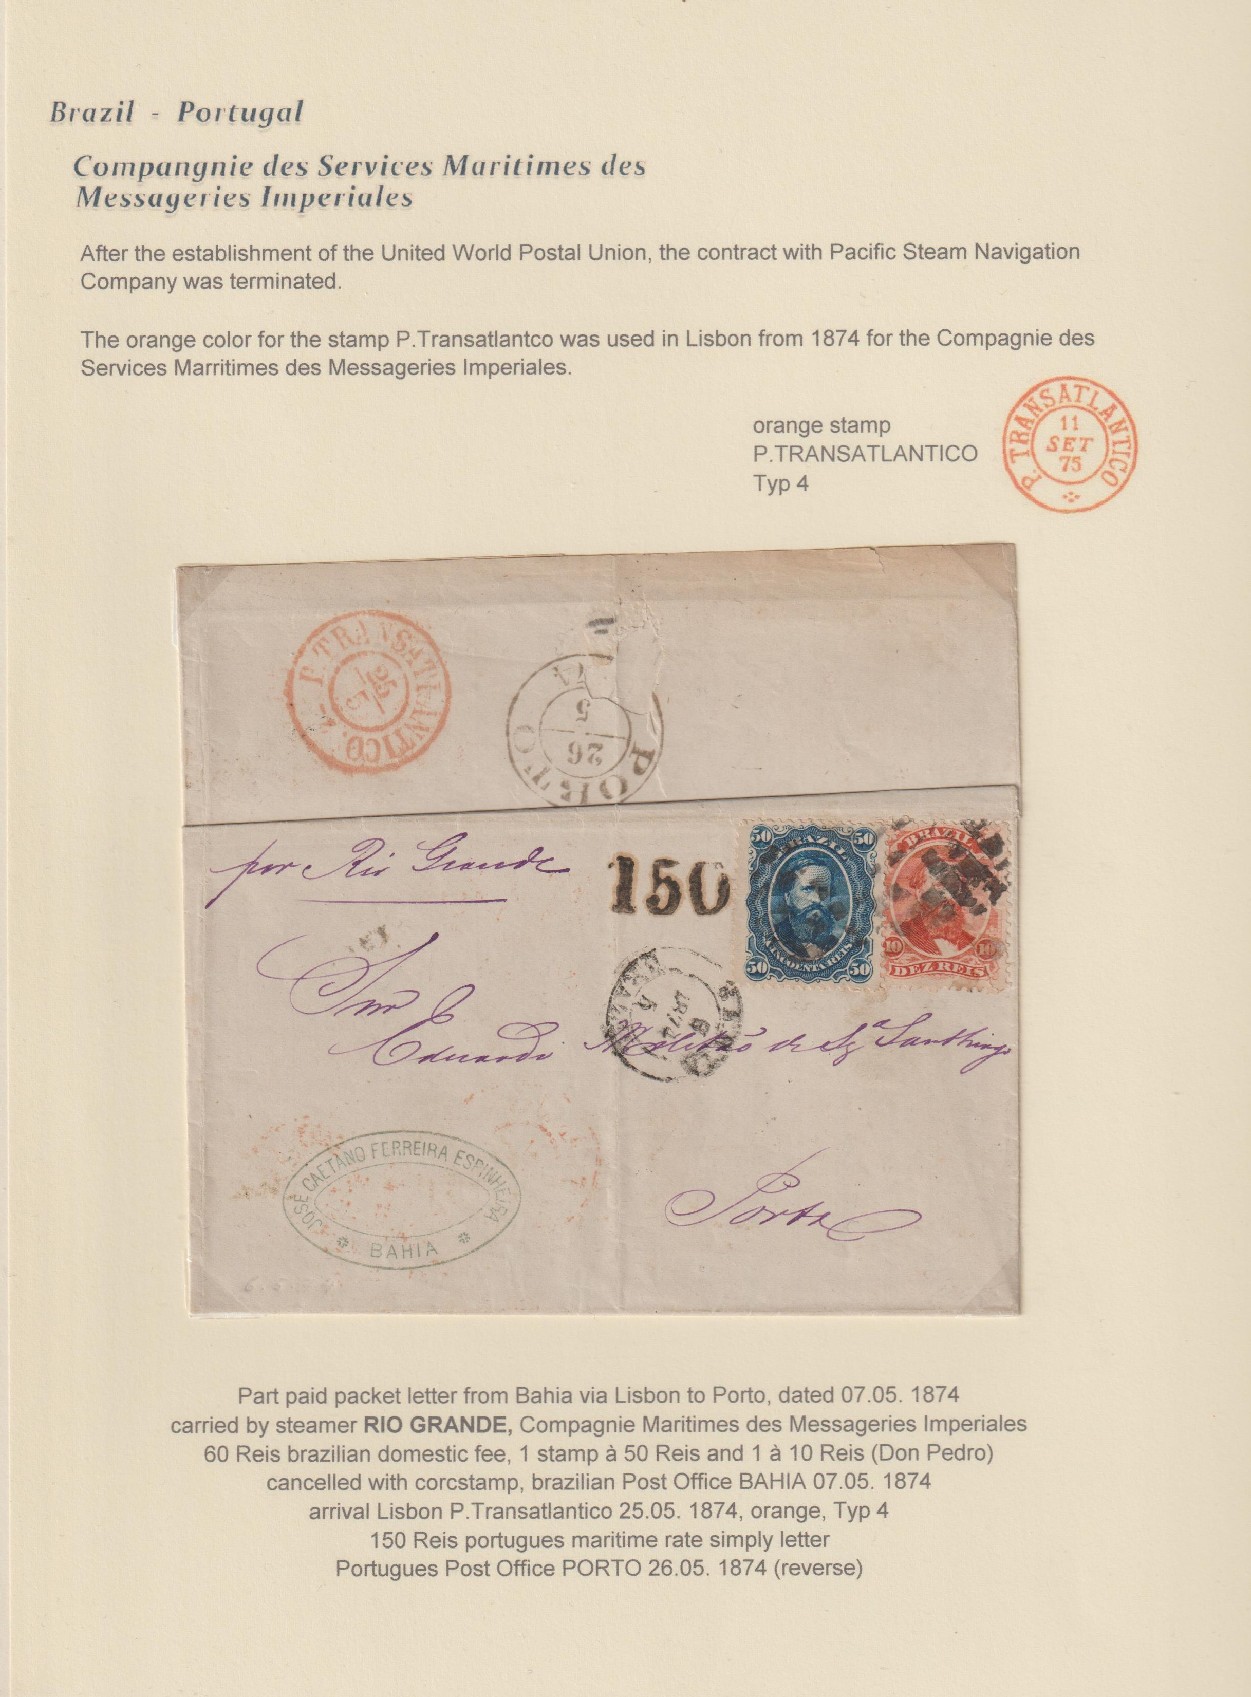 Brazil - Portugal
Compangnie des Services Maritimes des
Messageries Imperiales
After the establishment of the United World Postal Union, the contract with Pacific Steam Navigation
Company was terminated.
The orange color for the stamp P.Transatlantco was used in Lisbon from 1874 for the Compagnie des
Services Marritimes des Messageries Imperiales.
orange stamp
P.TRANSATLANTICO
Typ 4
P. TRANSATLANTICO
11
SET
75
P. TRANSATLANTICO
25
PORTO
26
5
por Rio Grande
150
50 50
BRAZIL
CINCOENTA REIS
50 50
BRAZIL
10 10
DEZ REIS
1874
Eduardo
Porto
JOSÉ CAETANO FERREIRA ESPINHEIRA
BAHIA
Part paid packet letter from Bahia via Lisbon to Porto, dated 07.05. 1874
carried by steamer RIO GRANDE, Compagnie Maritimes des Messageries Imperiales
60 Reis brazilian domestic fee, 1 stamp à 50 Reis and 1 à 10 Reis (Don Pedro)
cancelled with corcstamp, brazilian Post Office BAHIA 07.05. 1874
arrival Lisbon P.Transatlantico 25.05. 1874, orange, Typ 4
150 Reis portugues maritime rate simply letter
Portugues Post Office PORTO 26.05. 1874 (reverse)